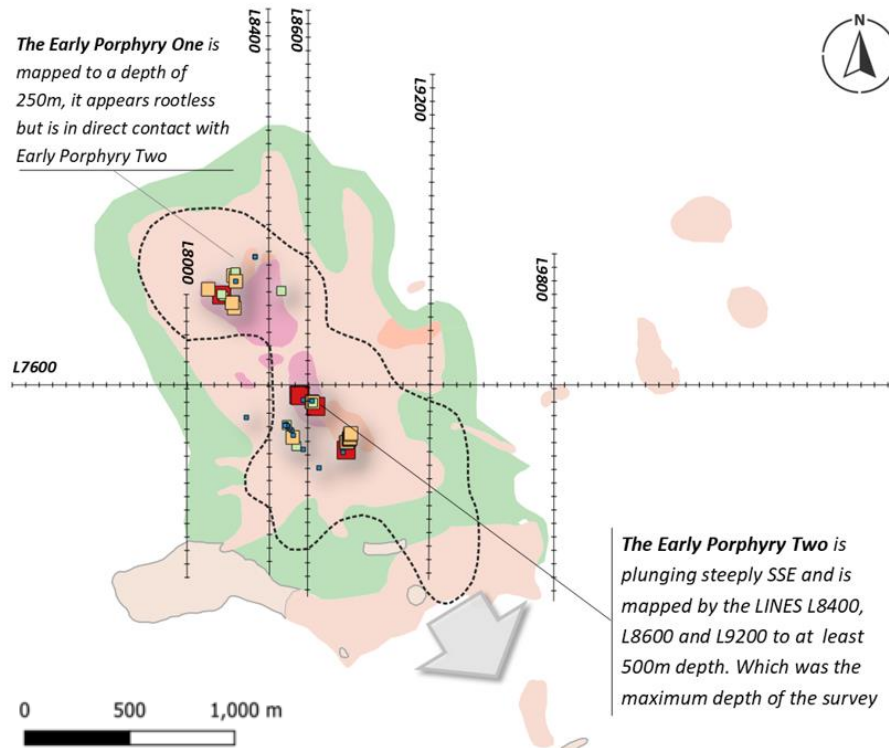 L8400
L8600
N
The Early Porphyry One is
mapped to a depth of
250m, it appears rootless
but is in direct contact with
Early Porphyry Two
L9200
L8000
L9800
L7600
The Early Porphyry Two is
plunging steeply SSE and is
mapped by the LINES L8400,
L8600 and L9200 to at least
500m depth. Which was the
maximum depth of the survey
0 500 1,000 m